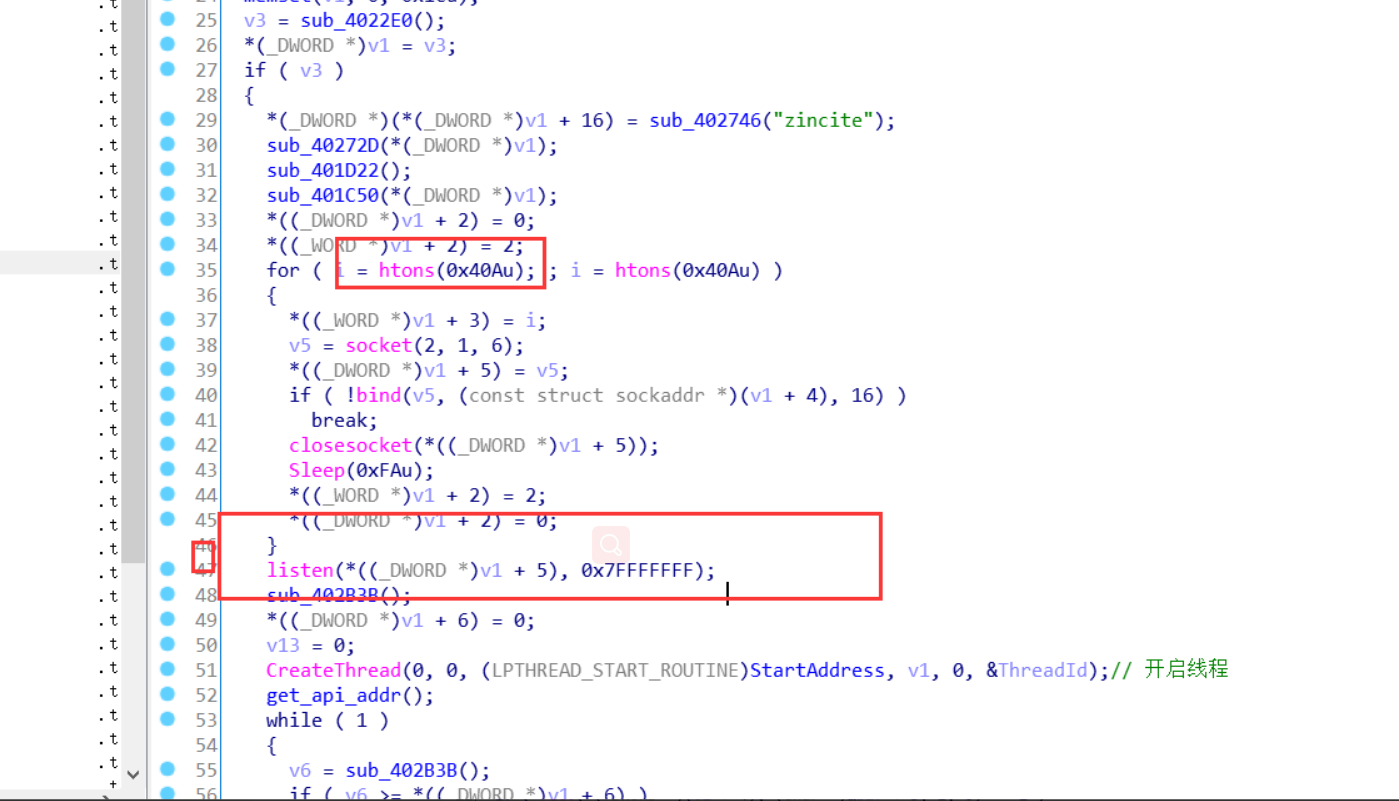 24 memset(v1, 0, 0x1cu);
25 v3 = sub_4022E0();
26 *(_DWORD *)v1 = v3;
27 if ( v3 )
28 {
29 *(_DWORD *)(*(_DWORD *)v1 + 16) = sub_402746("zincite");
30 sub_40272D(*(_DWORD *)v1);
31 sub_401D22();
32 sub_401C50(*(_DWORD *)v1);
33 *((_DWORD *)v1 + 2) = 0;
34 *((_WORD *)v1 + 2) = 2;
35 for ( i = htons(0x40Au); ; i = htons(0x40Au) )
36 {
37 *((_WORD *)v1 + 3) = i;
38 v5 = socket(2, 1, 6);
39 *((_DWORD *)v1 + 5) = v5;
40 if ( !bind(v5, (const struct sockaddr *)(v1 + 4), 16) )
41 break;
42 closesocket(*((_DWORD *)v1 + 5));
43 Sleep(0xFAu);
44 *((_WORD *)v1 + 2) = 2;
45 *((_DWORD *)v1 + 2) = 0;
46 }
47 listen(*((_DWORD *)v1 + 5), 0x7FFFFFFF);
48 sub_402B3B();
49 *((_DWORD *)v1 + 6) = 0;
50 v13 = 0;
51 CreateThread(0, 0, (LPTHREAD_START_ROUTINE)StartAddress, v1, 0, &ThreadId);// 开启线程
52 get_api_addr();
53 while ( 1 )
54 {
55 v6 = sub_402B3B();
56 if ( v6 >= *((_DWORD *)v1 + 6) )